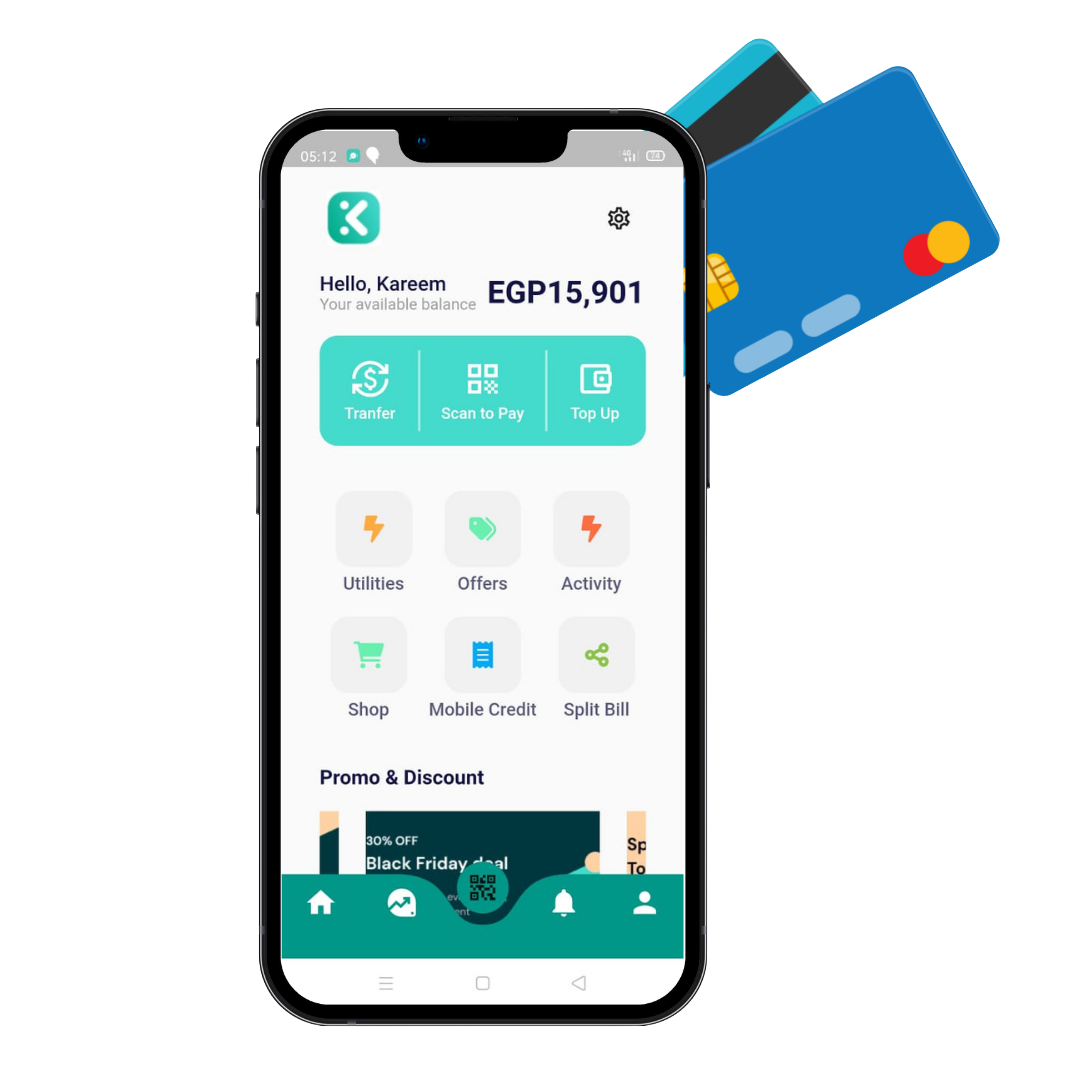 05:12
4G
74
Hello, Kareem
Your available balance
EGP15,901
Tranfer
Scan to Pay
Top Up
Utilities
Offers
Activity
Shop
Mobile Credit
Split Bill
Promo & Discount
30% OFF
Black Friday deal
Sp
To